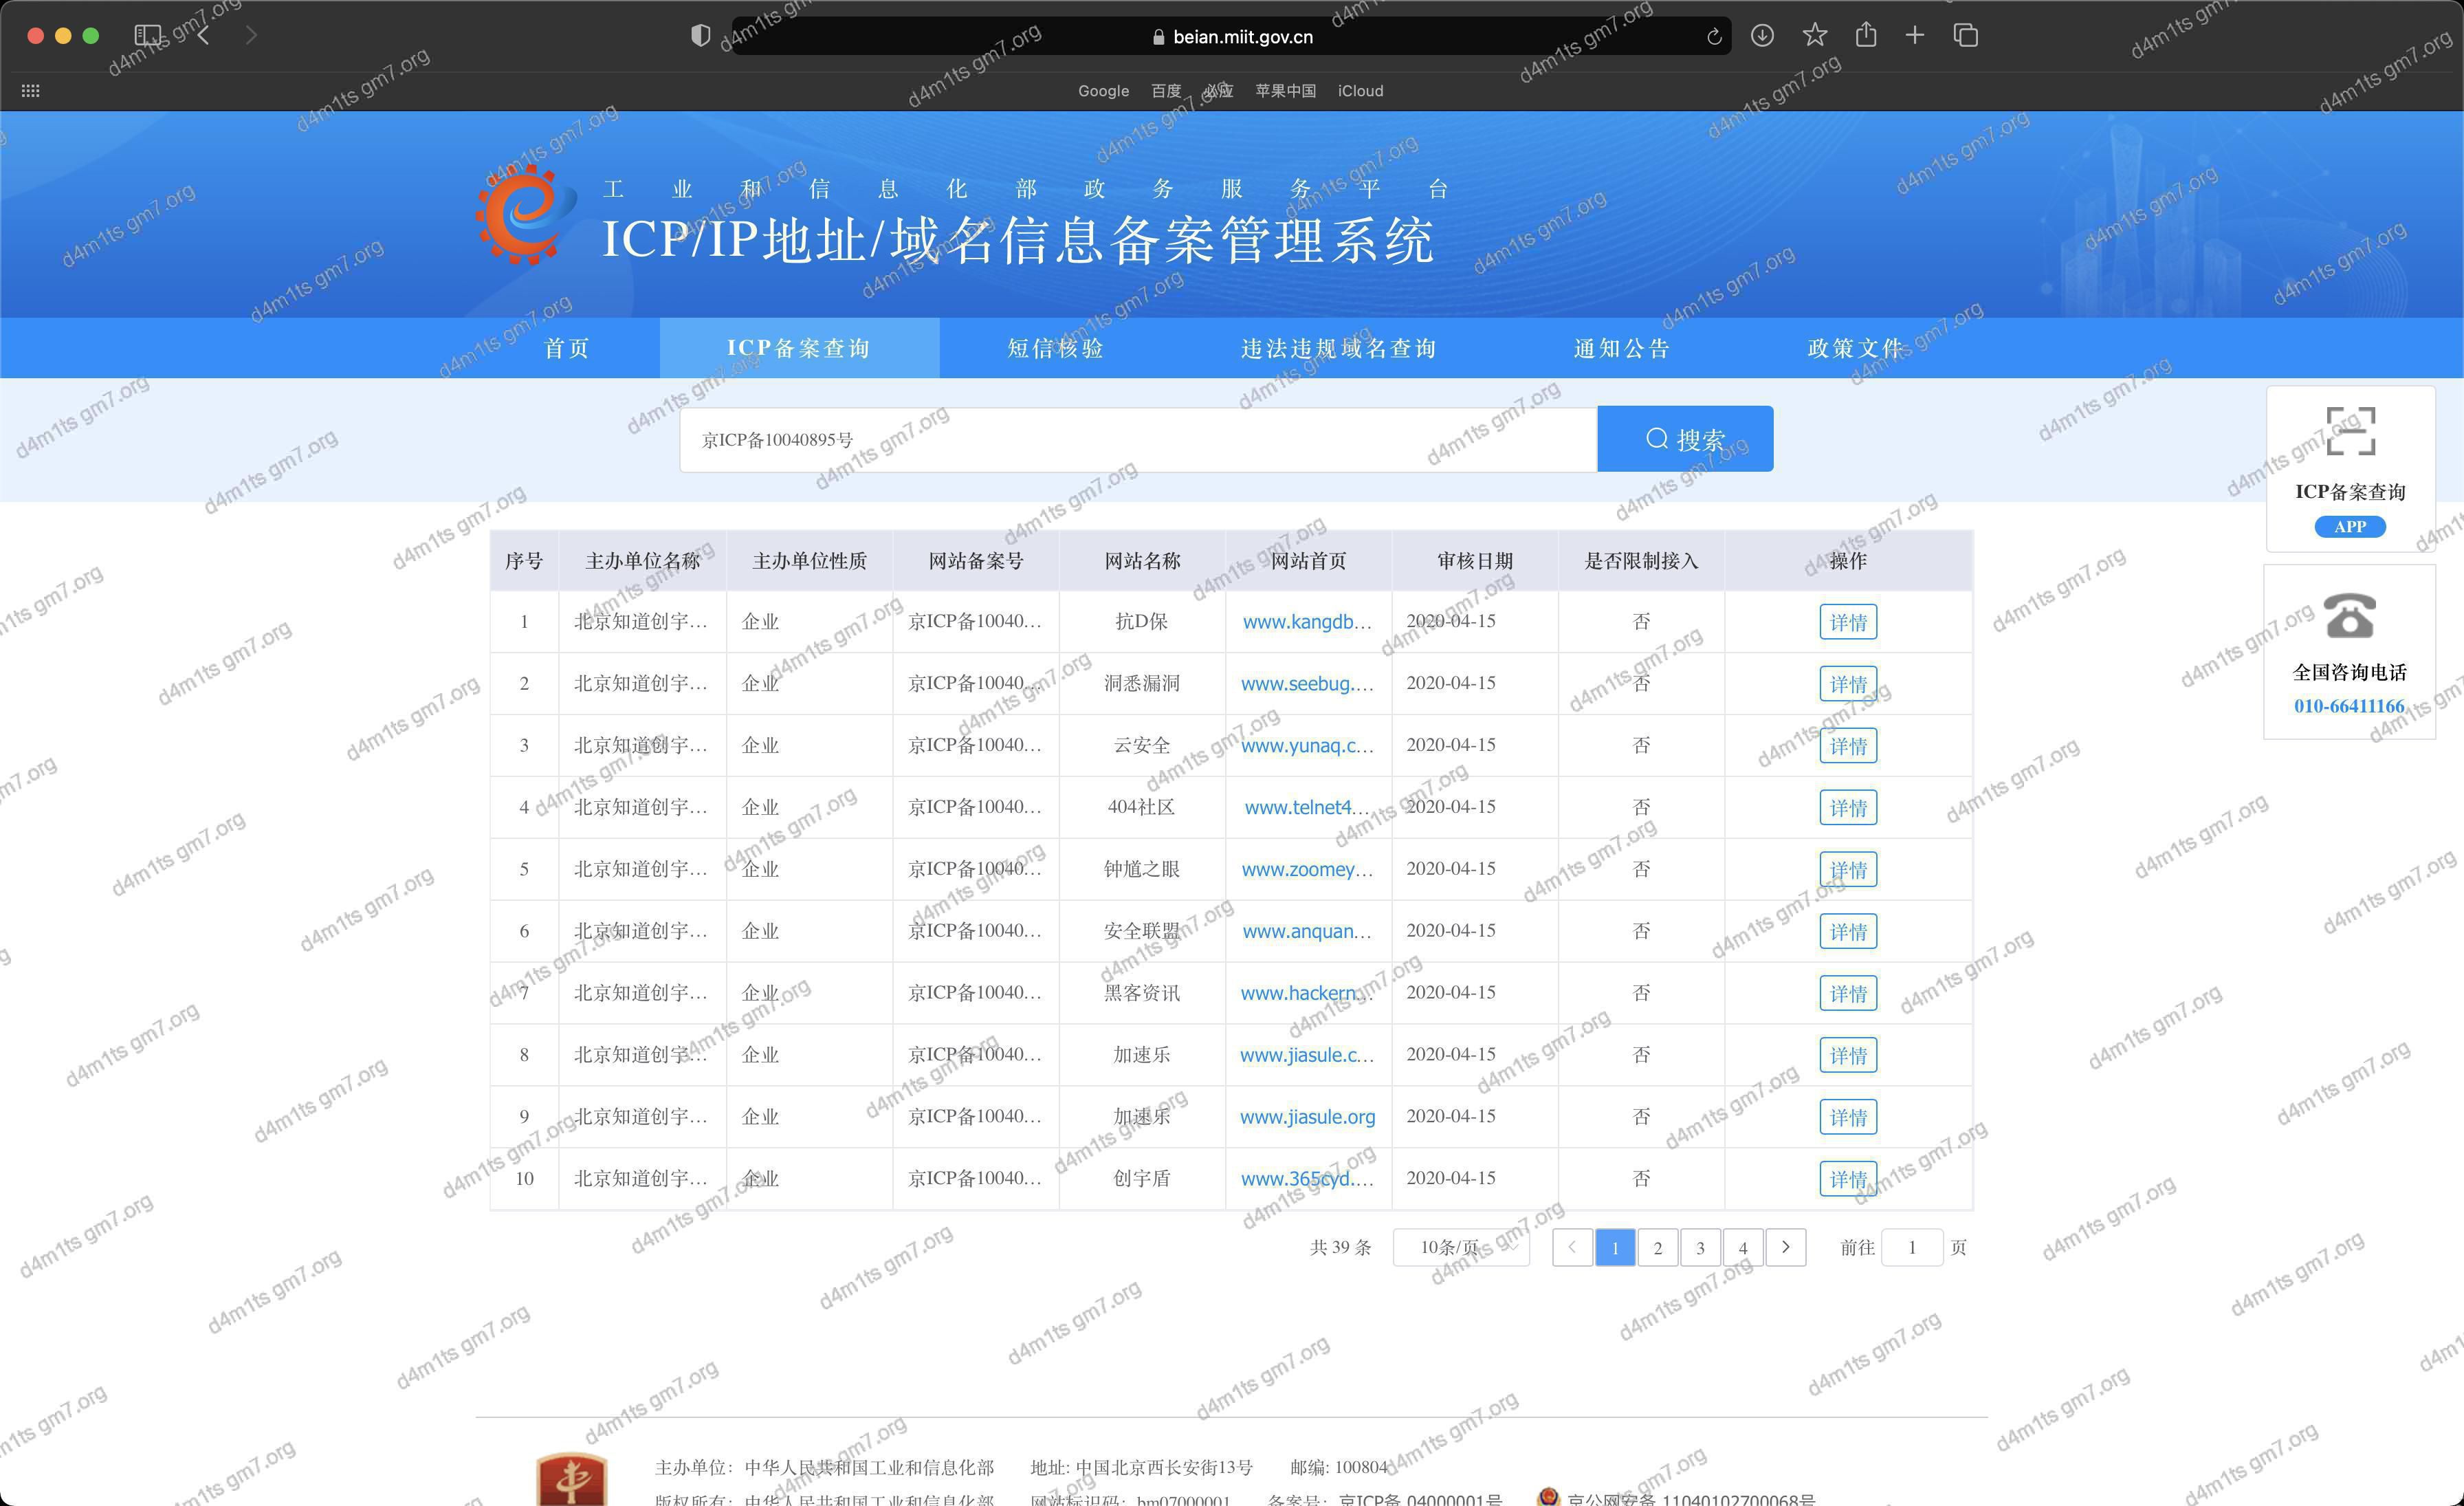 beian.miit.gov.cn
Google 百度 必应 苹果中国 iCloud
工业和信息化部政务服务平台
ICP/IP地址/域名信息备案管理系统
首页 ICP备案查询 短信核验 违法违规域名查询 通知公告 政策文件
京ICP备10040895号 搜索
ICP备案查询
APP
全国咨询电话
010-66411166
序号 主办单位名称 主办单位性质 网站备案号 网站名称 网站首页 审核日期 是否限制接入 操作
1 北京知道创宇... 企业 京ICP备10040... 抗D保 www.kangdb... 2020-04-15 否 详情
2 北京知道创宇... 企业 京ICP备10040... 洞悉漏洞 www.seebug.... 2020-04-15 否 详情
3 北京知道创宇... 企业 京ICP备10040... 云安全 www.yunaq.c... 2020-04-15 否 详情
4 北京知道创宇... 企业 京ICP备10040... 404社区 www.telnet4... 2020-04-15 否 详情
5 北京知道创宇... 企业 京ICP备10040... 钟馗之眼 www.zoomey... 2020-04-15 否 详情
6 北京知道创宇... 企业 京ICP备10040... 安全联盟 www.anquan... 2020-04-15 否 详情
7 北京知道创宇... 企业 京ICP备10040... 黑客资讯 www.hackern... 2020-04-15 否 详情
8 北京知道创宇... 企业 京ICP备10040... 加速乐 www.jiasule.c... 2020-04-15 否 详情
9 北京知道创宇... 企业 京ICP备10040... 加速乐 www.jiasule.org 2020-04-15 否 详情
10 北京知道创宇... 企业 京ICP备10040... 创宇盾 www.365cyd.... 2020-04-15 否 详情
共 39 条 10条/页 1 2 3 4 前往 1 页
主办单位：中华人民共和国工业和信息化部 地址: 中国北京西长安街13号 邮编: 100804
版权所有：中华人民共和国工业和信息化部 网站标识码：bm07000001 备案号：京ICP备 04000001号 京公网安备 11040102700068号
d4m1ts gm7.org